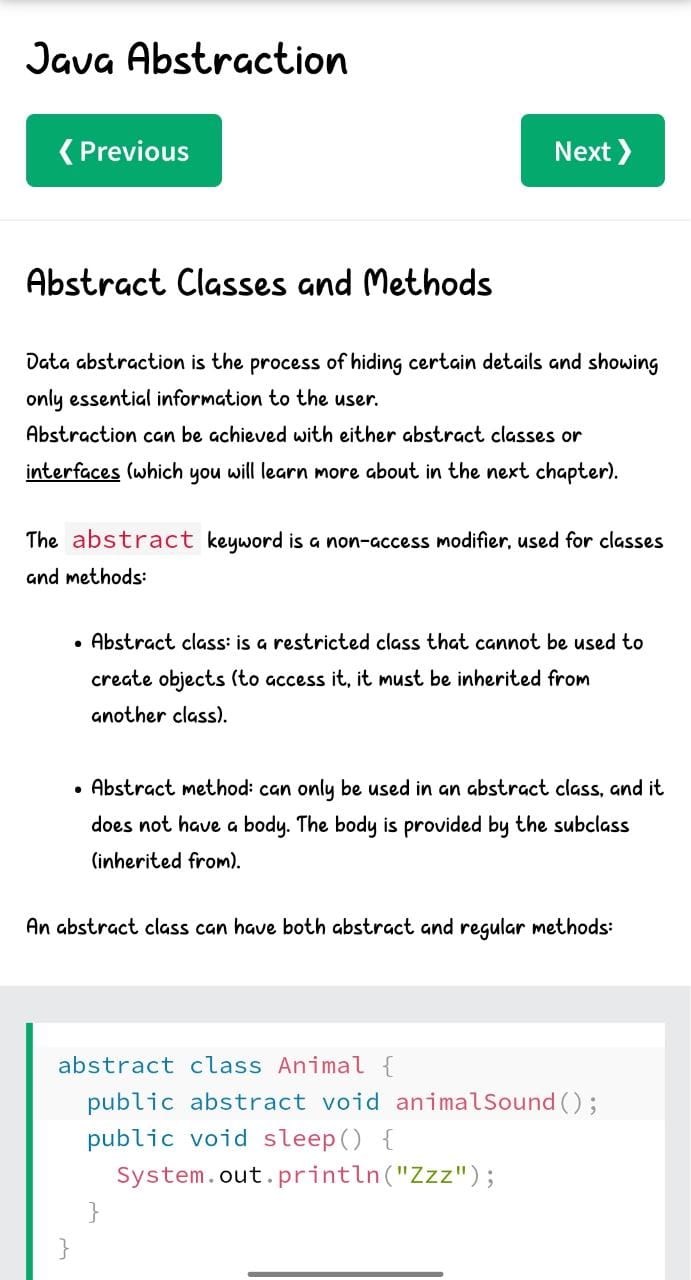 Java Abstraction
❮ Previous
Next ❯
Abstract Classes and Methods
Data abstraction is the process of hiding certain details and showing
only essential information to the user.
Abstraction can be achieved with either abstract classes or
interfaces (which you will learn more about in the next chapter).
The abstract keyword is a non-access modifier, used for classes
and methods:
• Abstract class: is a restricted class that cannot be used to
create objects (to access it, it must be inherited from
another class).
• Abstract method: can only be used in an abstract class, and it
does not have a body. The body is provided by the subclass
(inherited from).
An abstract class can have both abstract and regular methods:
abstract class Animal {
  public abstract void animalSound();
  public void sleep() {
    System.out.println("Zzz");
  }
}